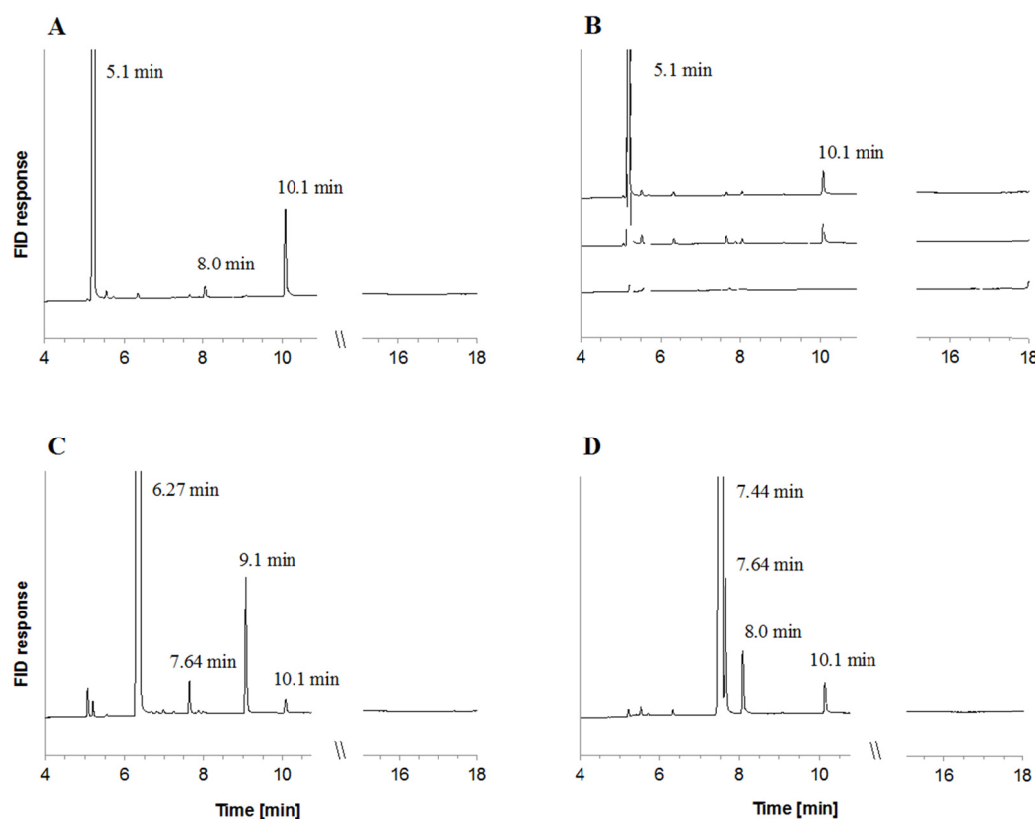 A
5.1 min
10.1 min
8.0 min
FID response
4 6 8 10 16 18
B
5.1 min
10.1 min
4 6 8 10 16 18
C
6.27 min
9.1 min
7.64 min
10.1 min
FID response
4 6 8 10 16 18
Time [min]
D
7.44 min
7.64 min
8.0 min
10.1 min
4 6 8 10 16 18
Time [min]